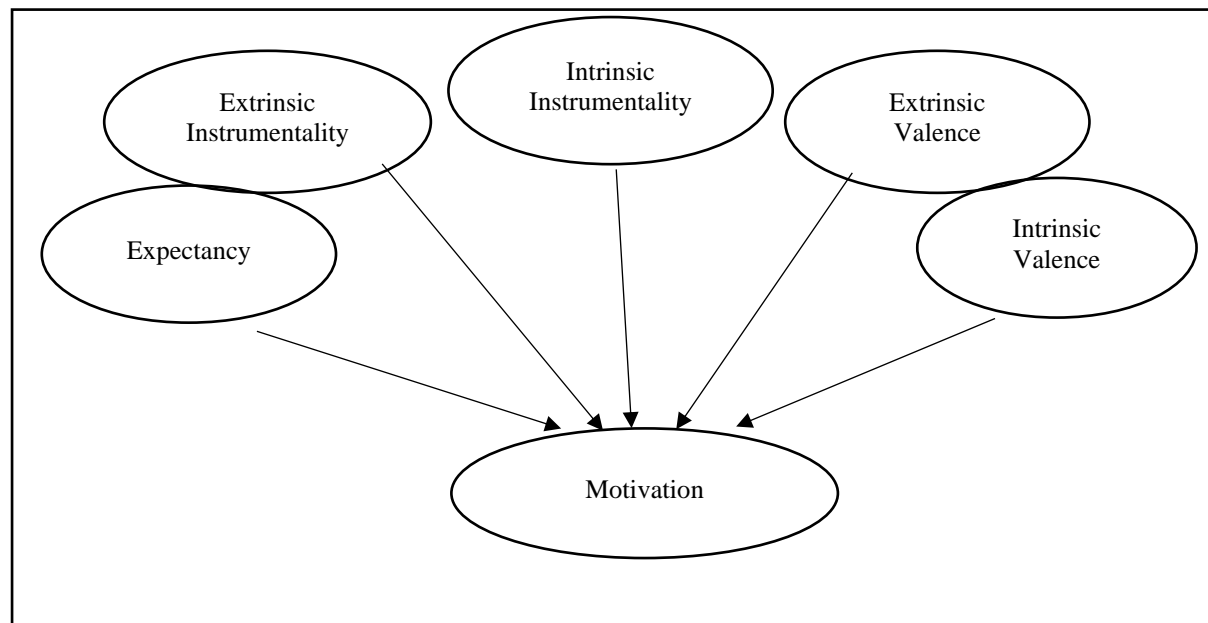 Extrinsic
Instrumentality
Intrinsic
Instrumentality
Extrinsic
Valence
Expectancy
Intrinsic
Valence
Motivation